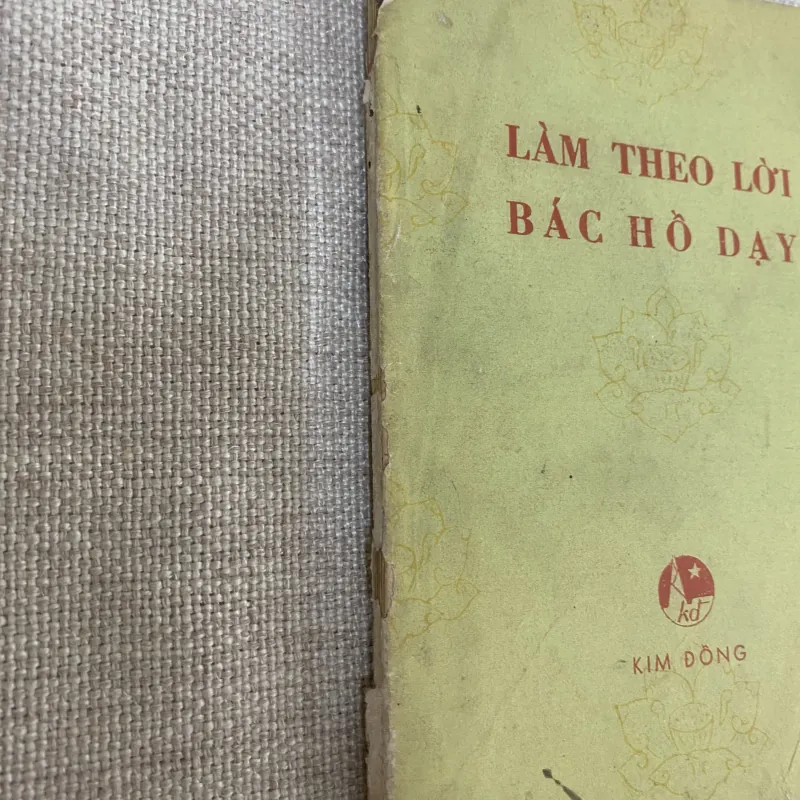 LÀM THEO LỜI
BÁC HỒ DẠY
kđ
KIM ĐỒNG